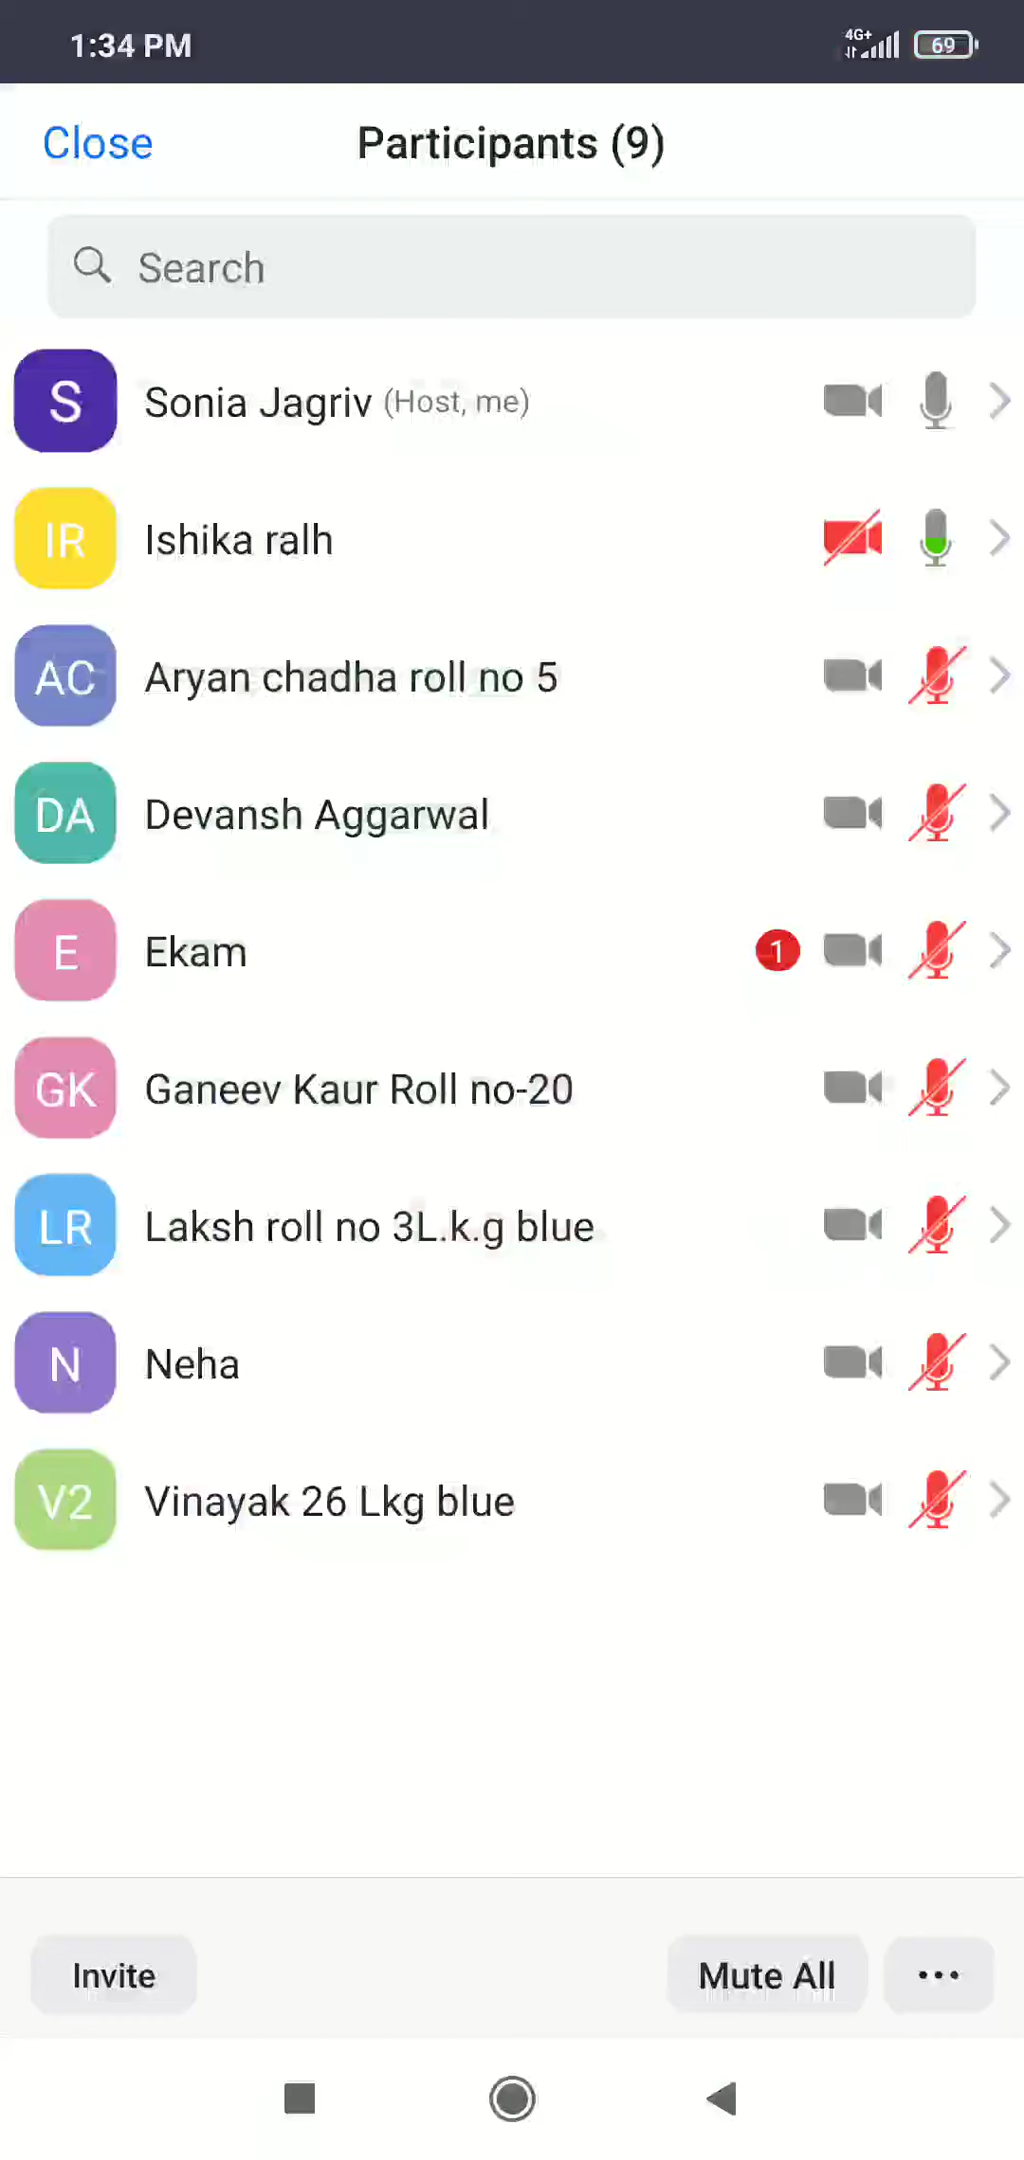 1:34 PM 4G+ 69
Close Participants (9)
Search
S Sonia Jagriv (Host, me)
IR Ishika ralh
AC Aryan chadha roll no 5
DA Devansh Aggarwal
E Ekam 1
GK Ganeev Kaur Roll no-20
LR Laksh roll no 3L.k.g blue
N Neha
V2 Vinayak 26 Lkg blue
Invite Mute All ...